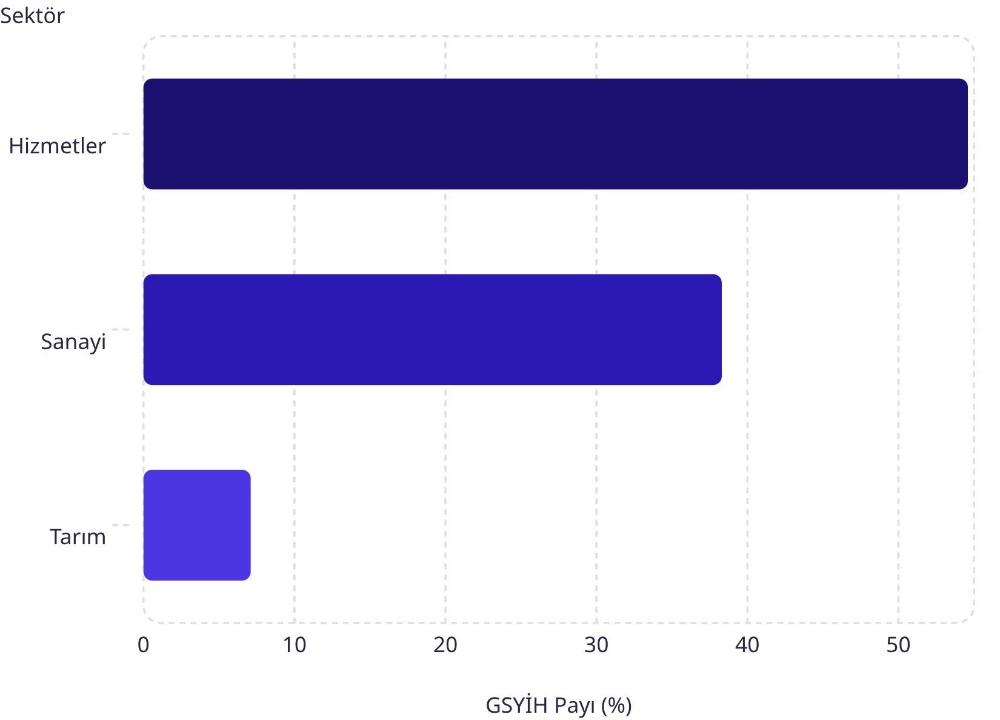 Sektör
Hizmetler
Sanayi
Tarım
0 10 20 30 40 50
GSYİH Payı (%)